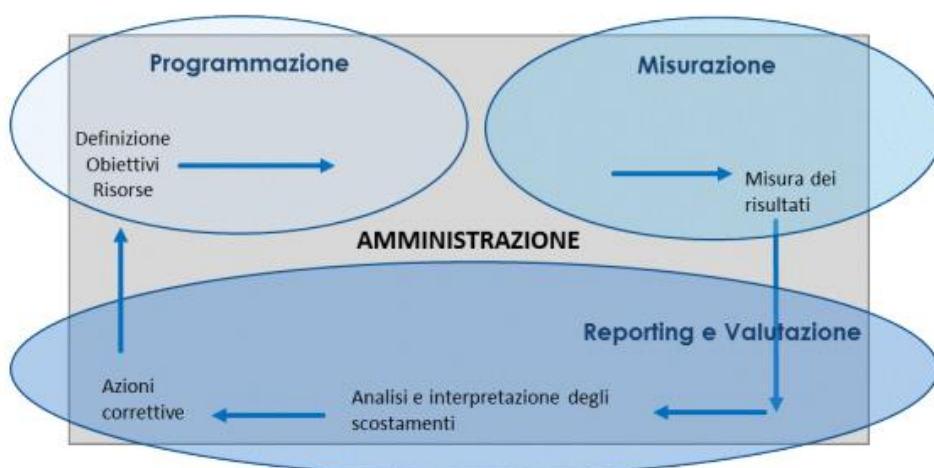 Programmazione
Misurazione
Definizione
Obiettivi
Risorse
Misura dei
risultati
AMMINISTRAZIONE
Reporting e Valutazione
Azioni
correttive
Analisi e interpretazione degli
scostamenti